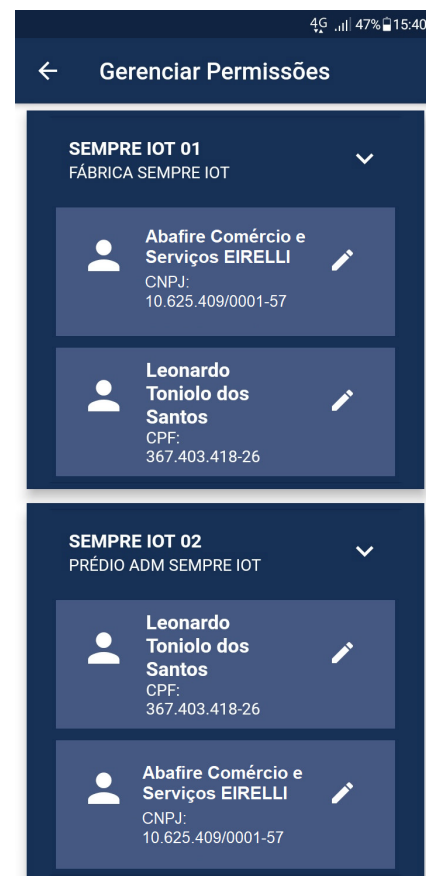 4G 47% 15:40
Gerenciar Permissões
SEMPRE IOT 01
FÁBRICA SEMPRE IOT
Abafire Comércio e
Serviços EIRELLI
CNPJ:
10.625.409/0001-57
Leonardo
Toniolo dos
Santos
CPF:
367.403.418-26
SEMPRE IOT 02
PRÉDIO ADM SEMPRE IOT
Leonardo
Toniolo dos
Santos
CPF:
367.403.418-26
Abafire Comércio e
Serviços EIRELLI
CNPJ:
10.625.409/0001-57